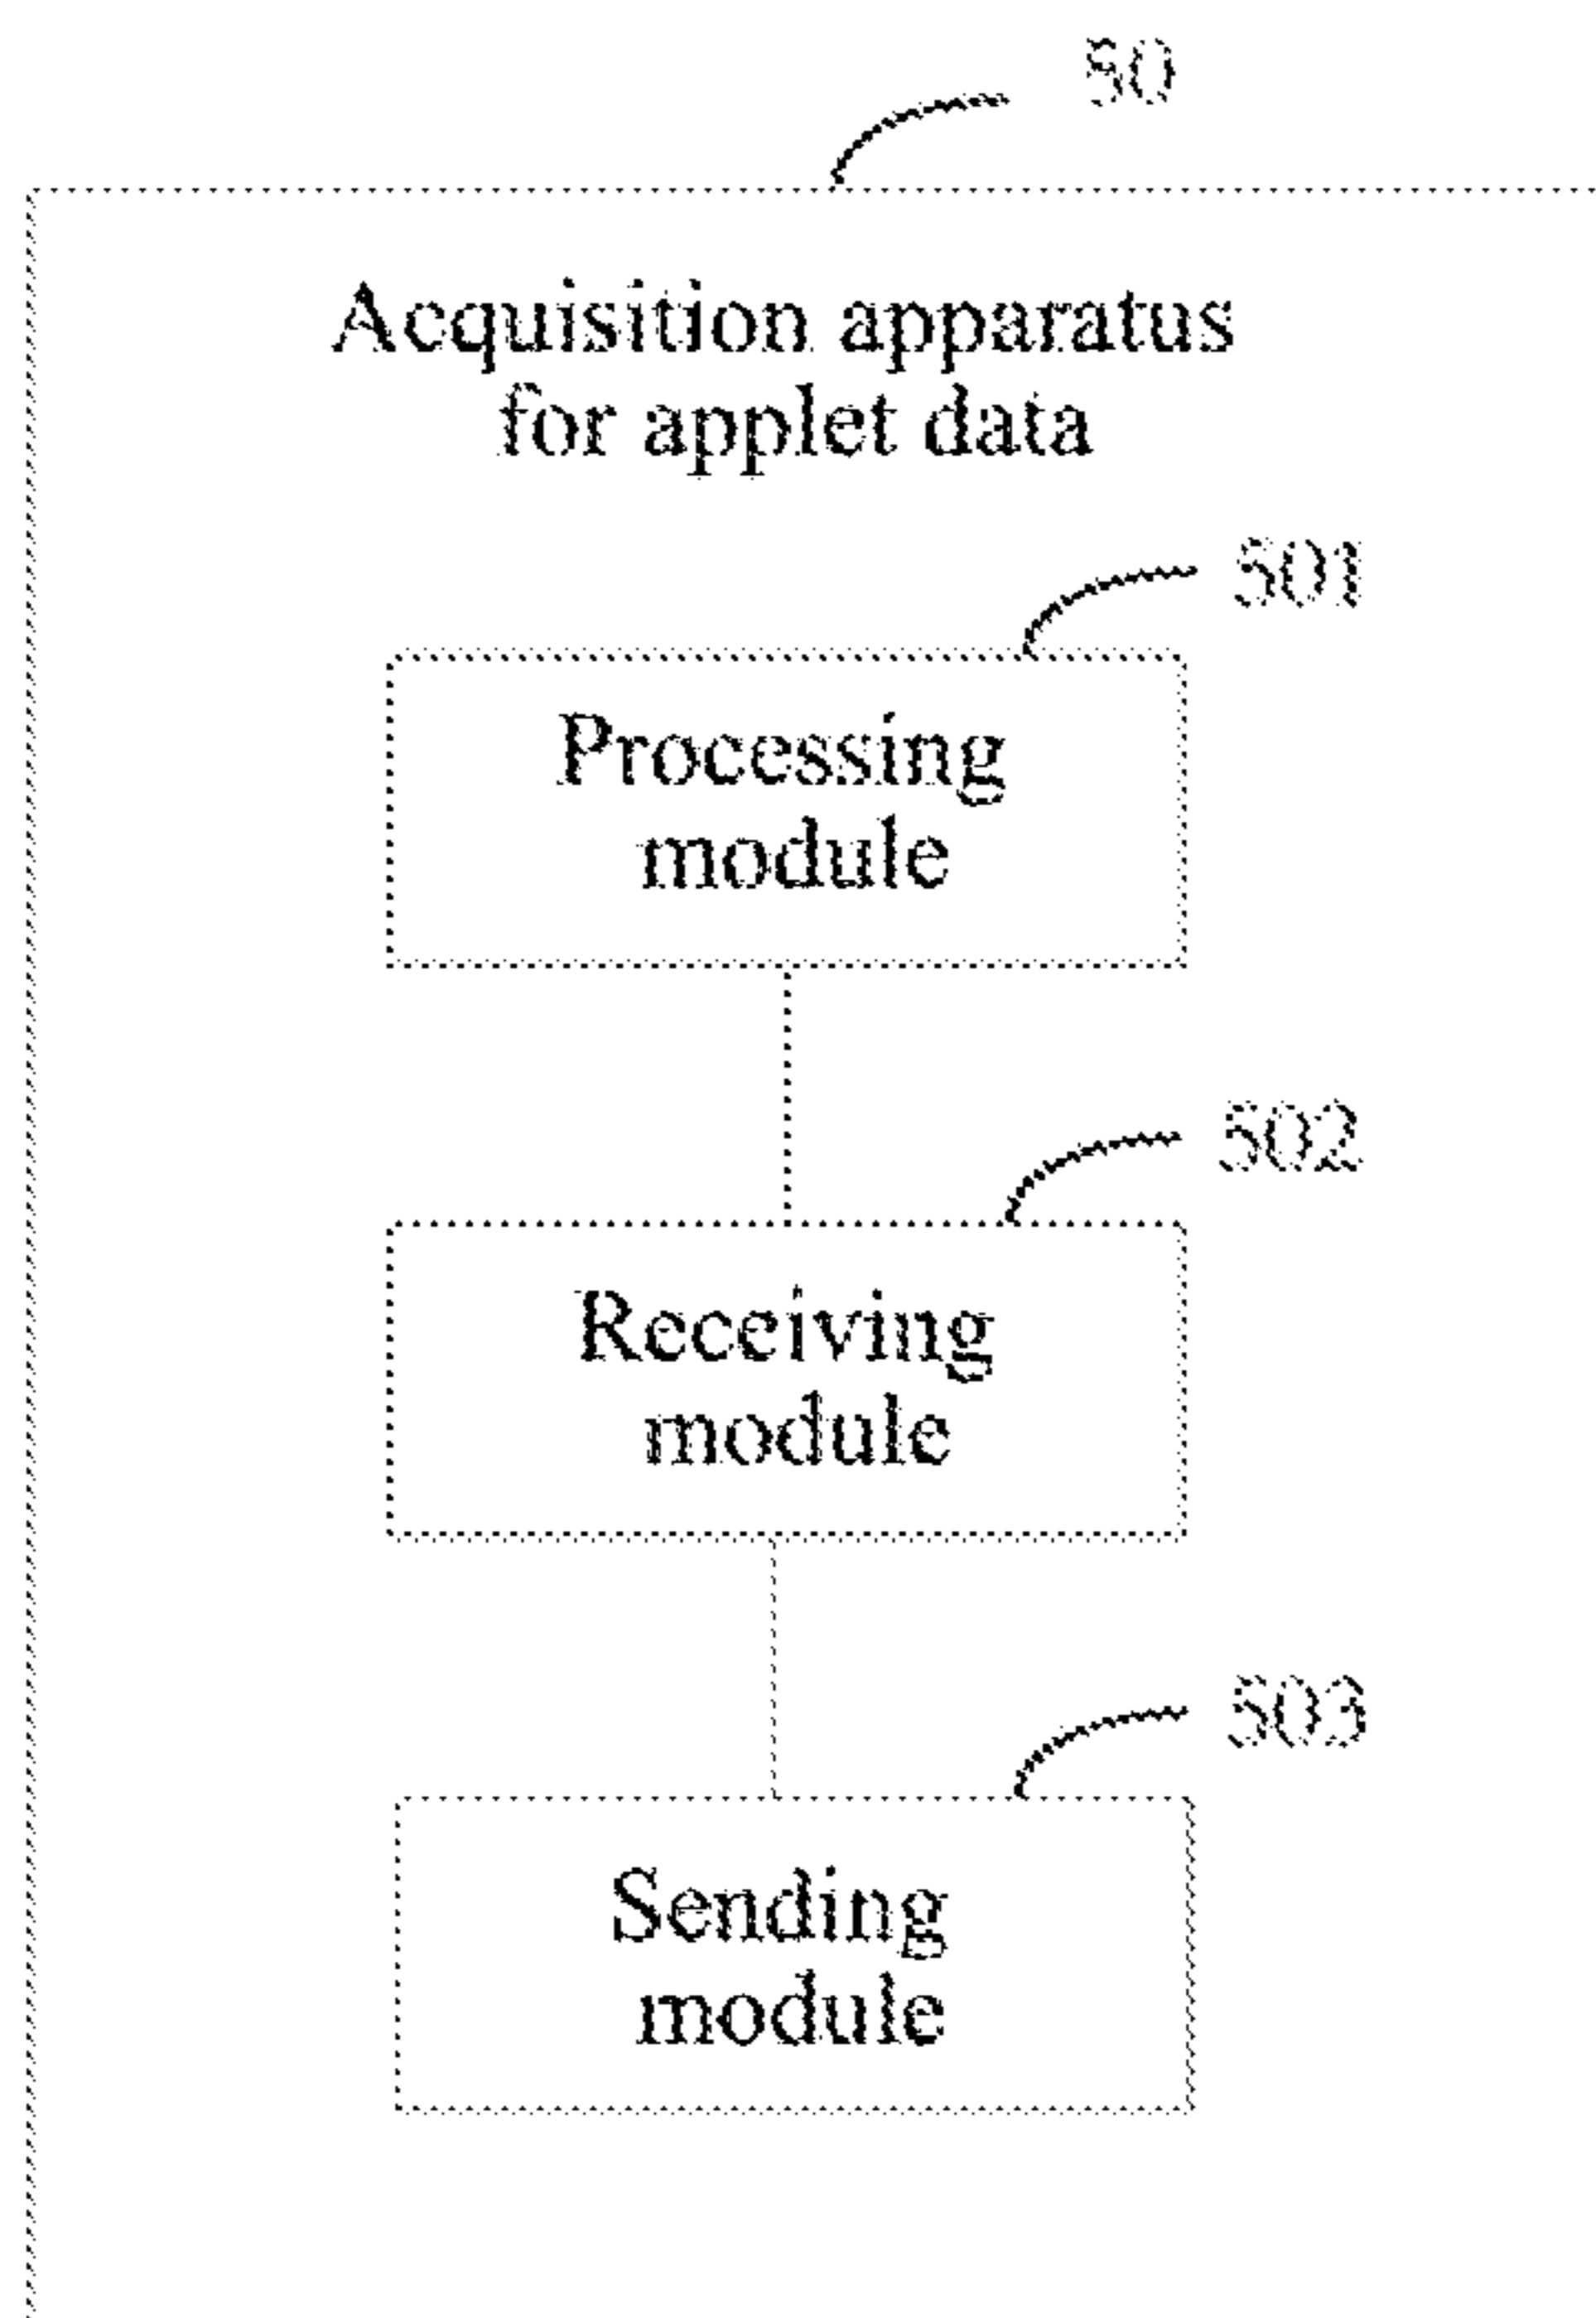 50
Acquisition apparatus
for applet data
501
Processing
module
502
Receiving
module
503
Sending
module